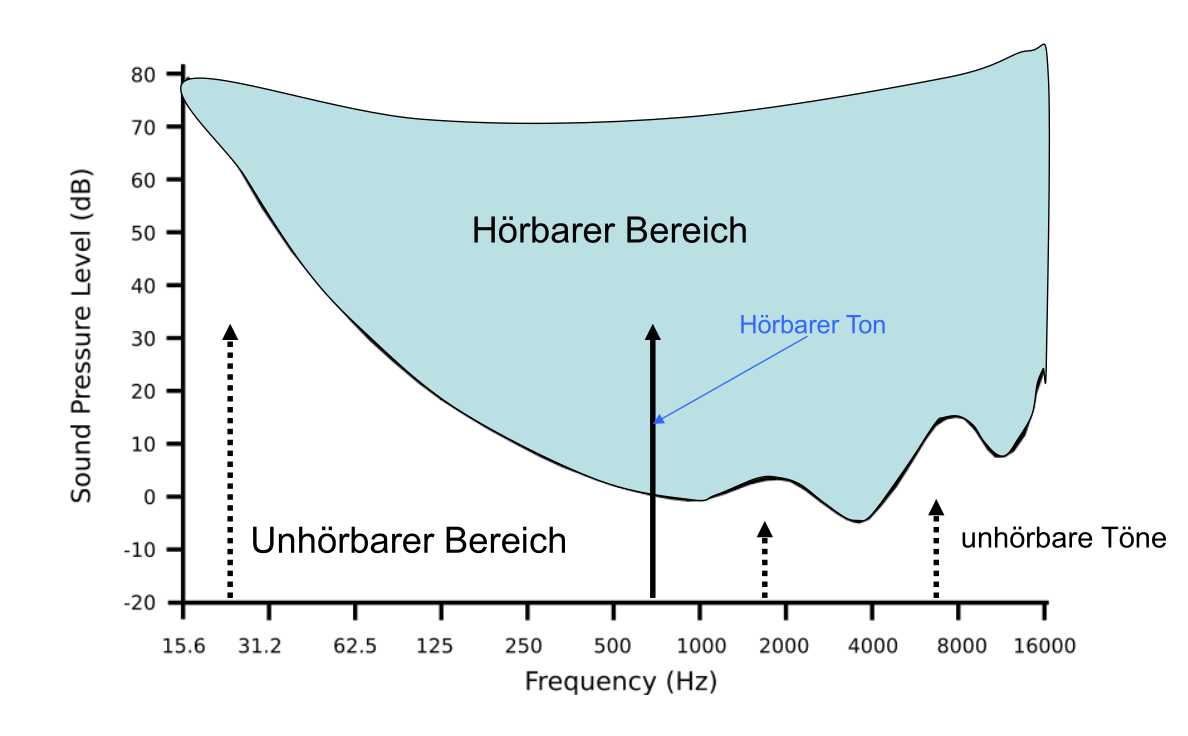 80
70
60
50
40
30
20
10
0
-10
-20
Sound Pressure Level (dB)
Hörbarer Bereich
Hörbarer Ton
Unhörbarer Bereich
unhörbare Töne
15.6 31.2 62.5 125 250 500 1000 2000 4000 8000 16000
Frequency (Hz)